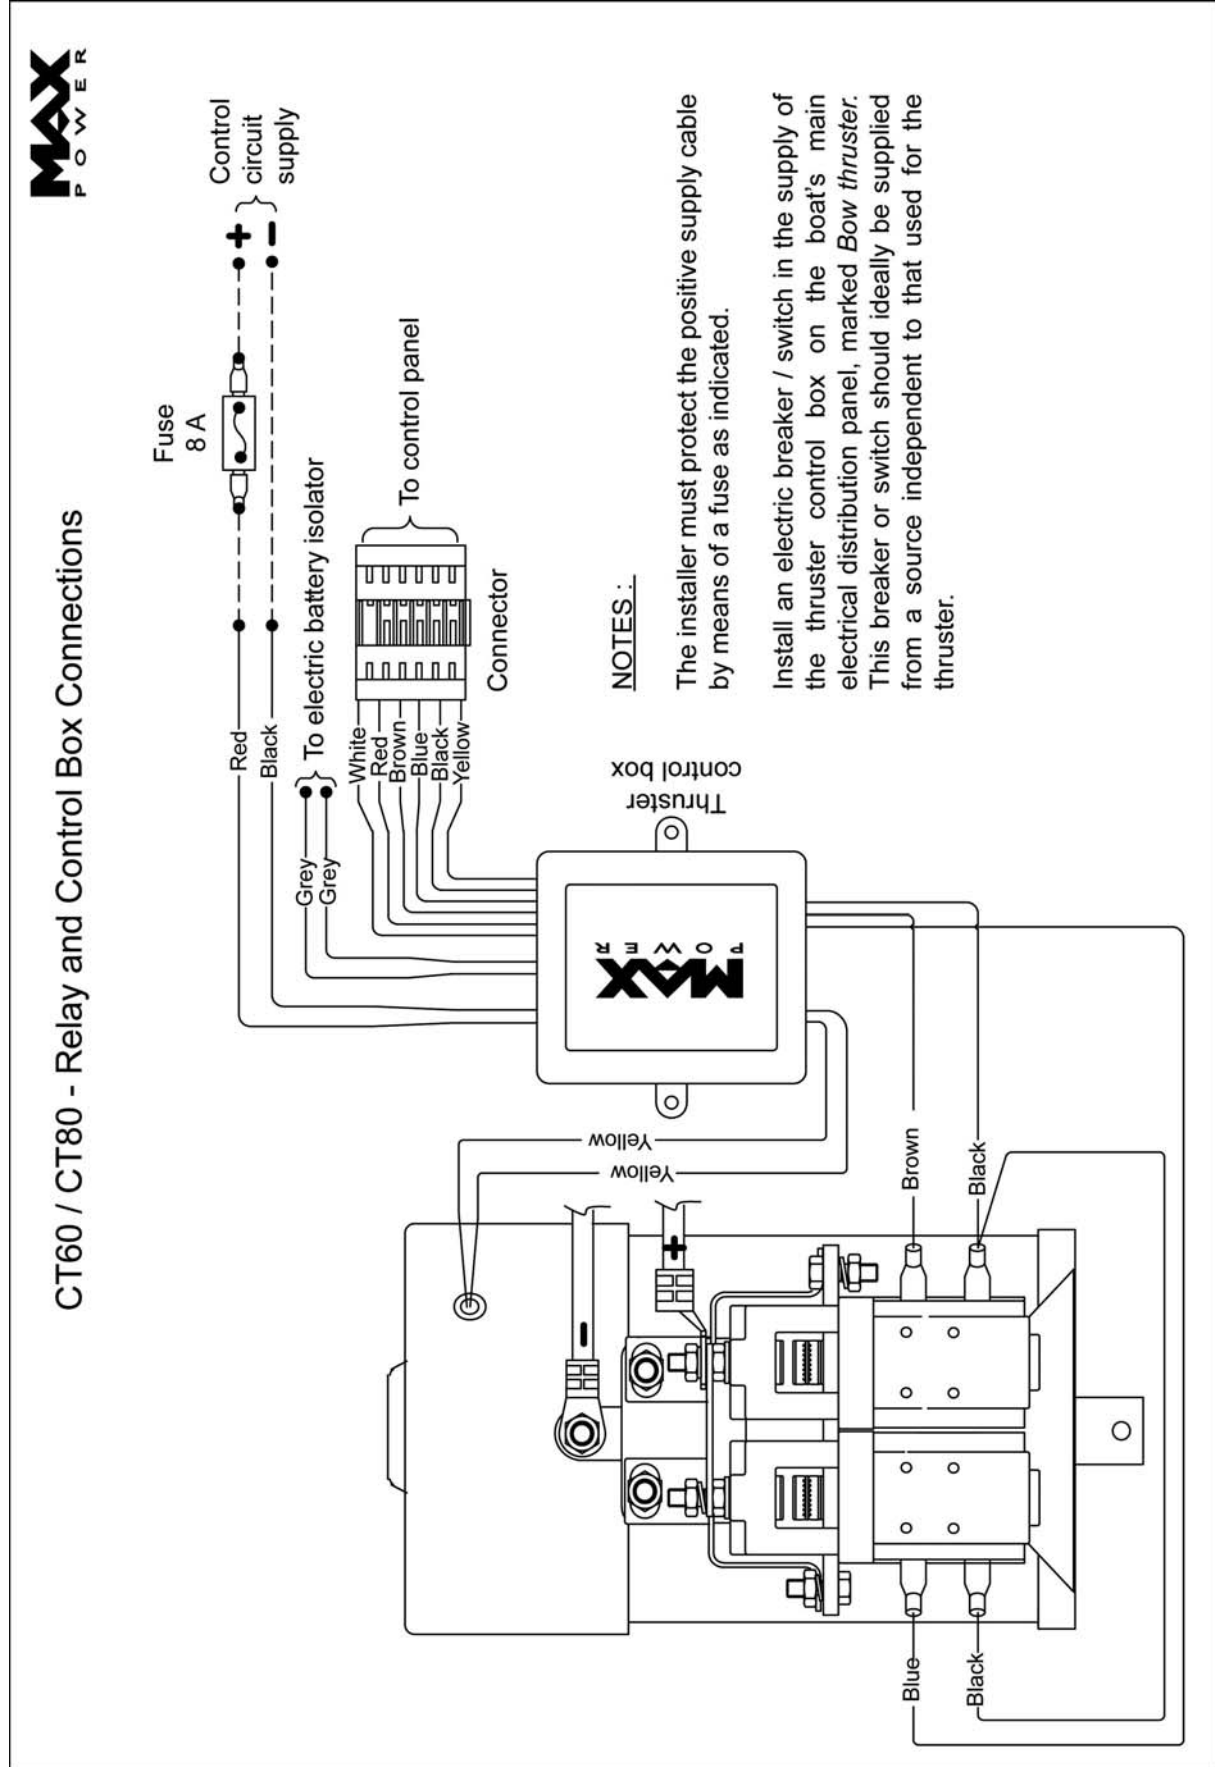 MAX
POWER
CT60 / CT80 - Relay and Control Box Connections
Fuse
8 A
+
-
Control
circuit
supply
Red
Black
Grey
Grey
To electric battery isolator
White
Red
Brown
Blue
Black
Yellow
To control panel
Connector
Thruster
control box
MAX
POWER
Yellow
Yellow
-
+
Brown
Black
Blue
Black
NOTES :
The installer must protect the positive supply cable
by means of a fuse as indicated.
Install an electric breaker / switch in the supply of
the thruster control box on the boat's main
electrical distribution panel, marked Bow thruster.
This breaker or switch should ideally be supplied
from a source independent to that used for the
thruster.